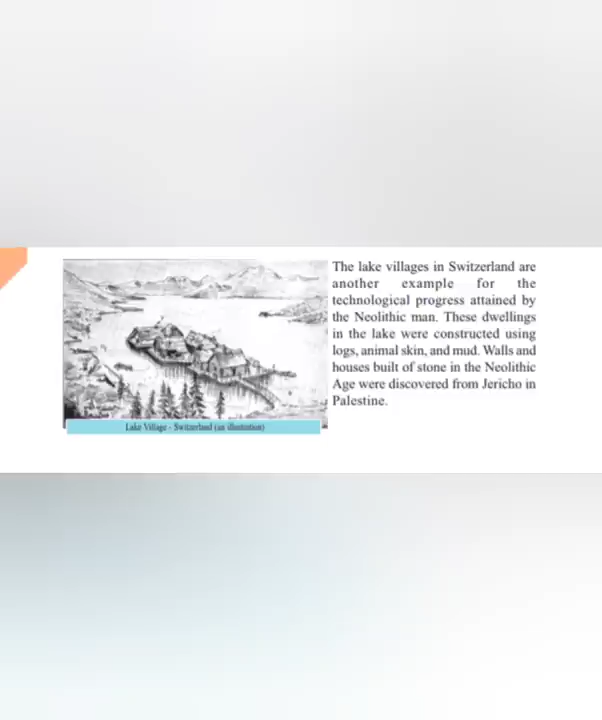 The lake villages in Switzerland are
another example for the
technological progress attained by
the Neolithic man. These dwellings
in the lake were constructed using
logs, animal skin, and mud. Walls and
houses built of stone in the Neolithic
Age were discovered from Jericho in
Palestine.
Lake Village - Switzerland (an illustration)